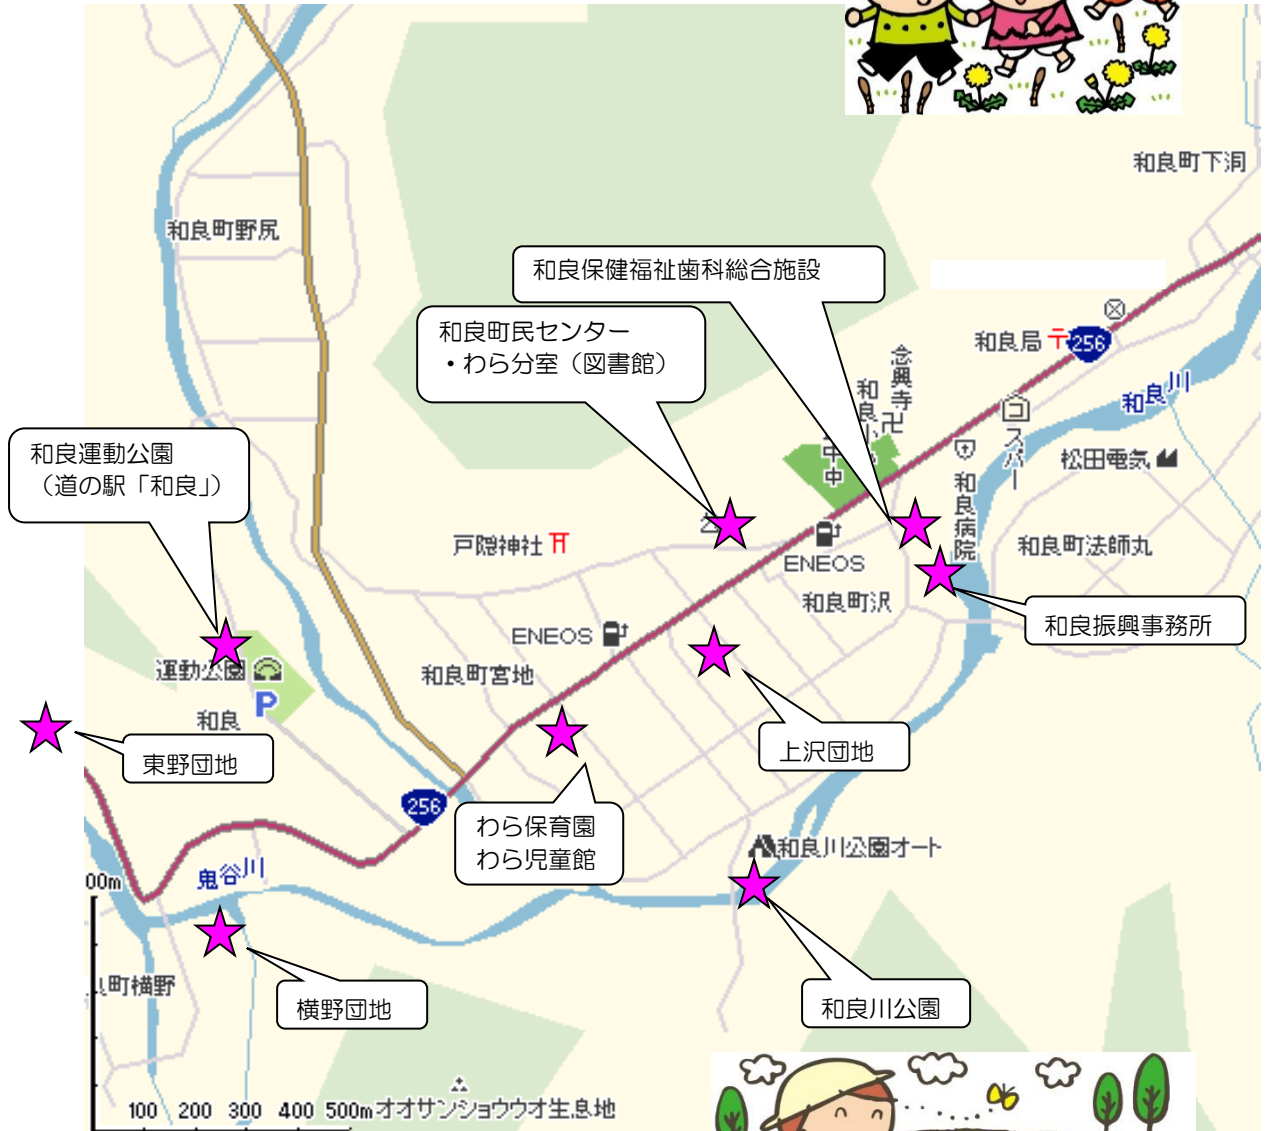 和良町下洞
和良町野尻
和良保健福祉歯科総合施設
和良町民センター
・わら分室（図書館）
和良局
256
和良川
念興寺
和良小
中
スパー
和良病院
松田電気
和良町法師丸
和良運動公園
（道の駅「和良」）
戸隠神社
ENEOS
和良町沢
和良振興事務所
ENEOS
和良町宮地
運動公園
P
和良
東野団地
上沢団地
256
わら保育園
わら児童館
和良川公園オート
鬼谷川
00m
町横野
横野団地
和良川公園
100 200 300 400 500m
オオサンショウウオ生息地